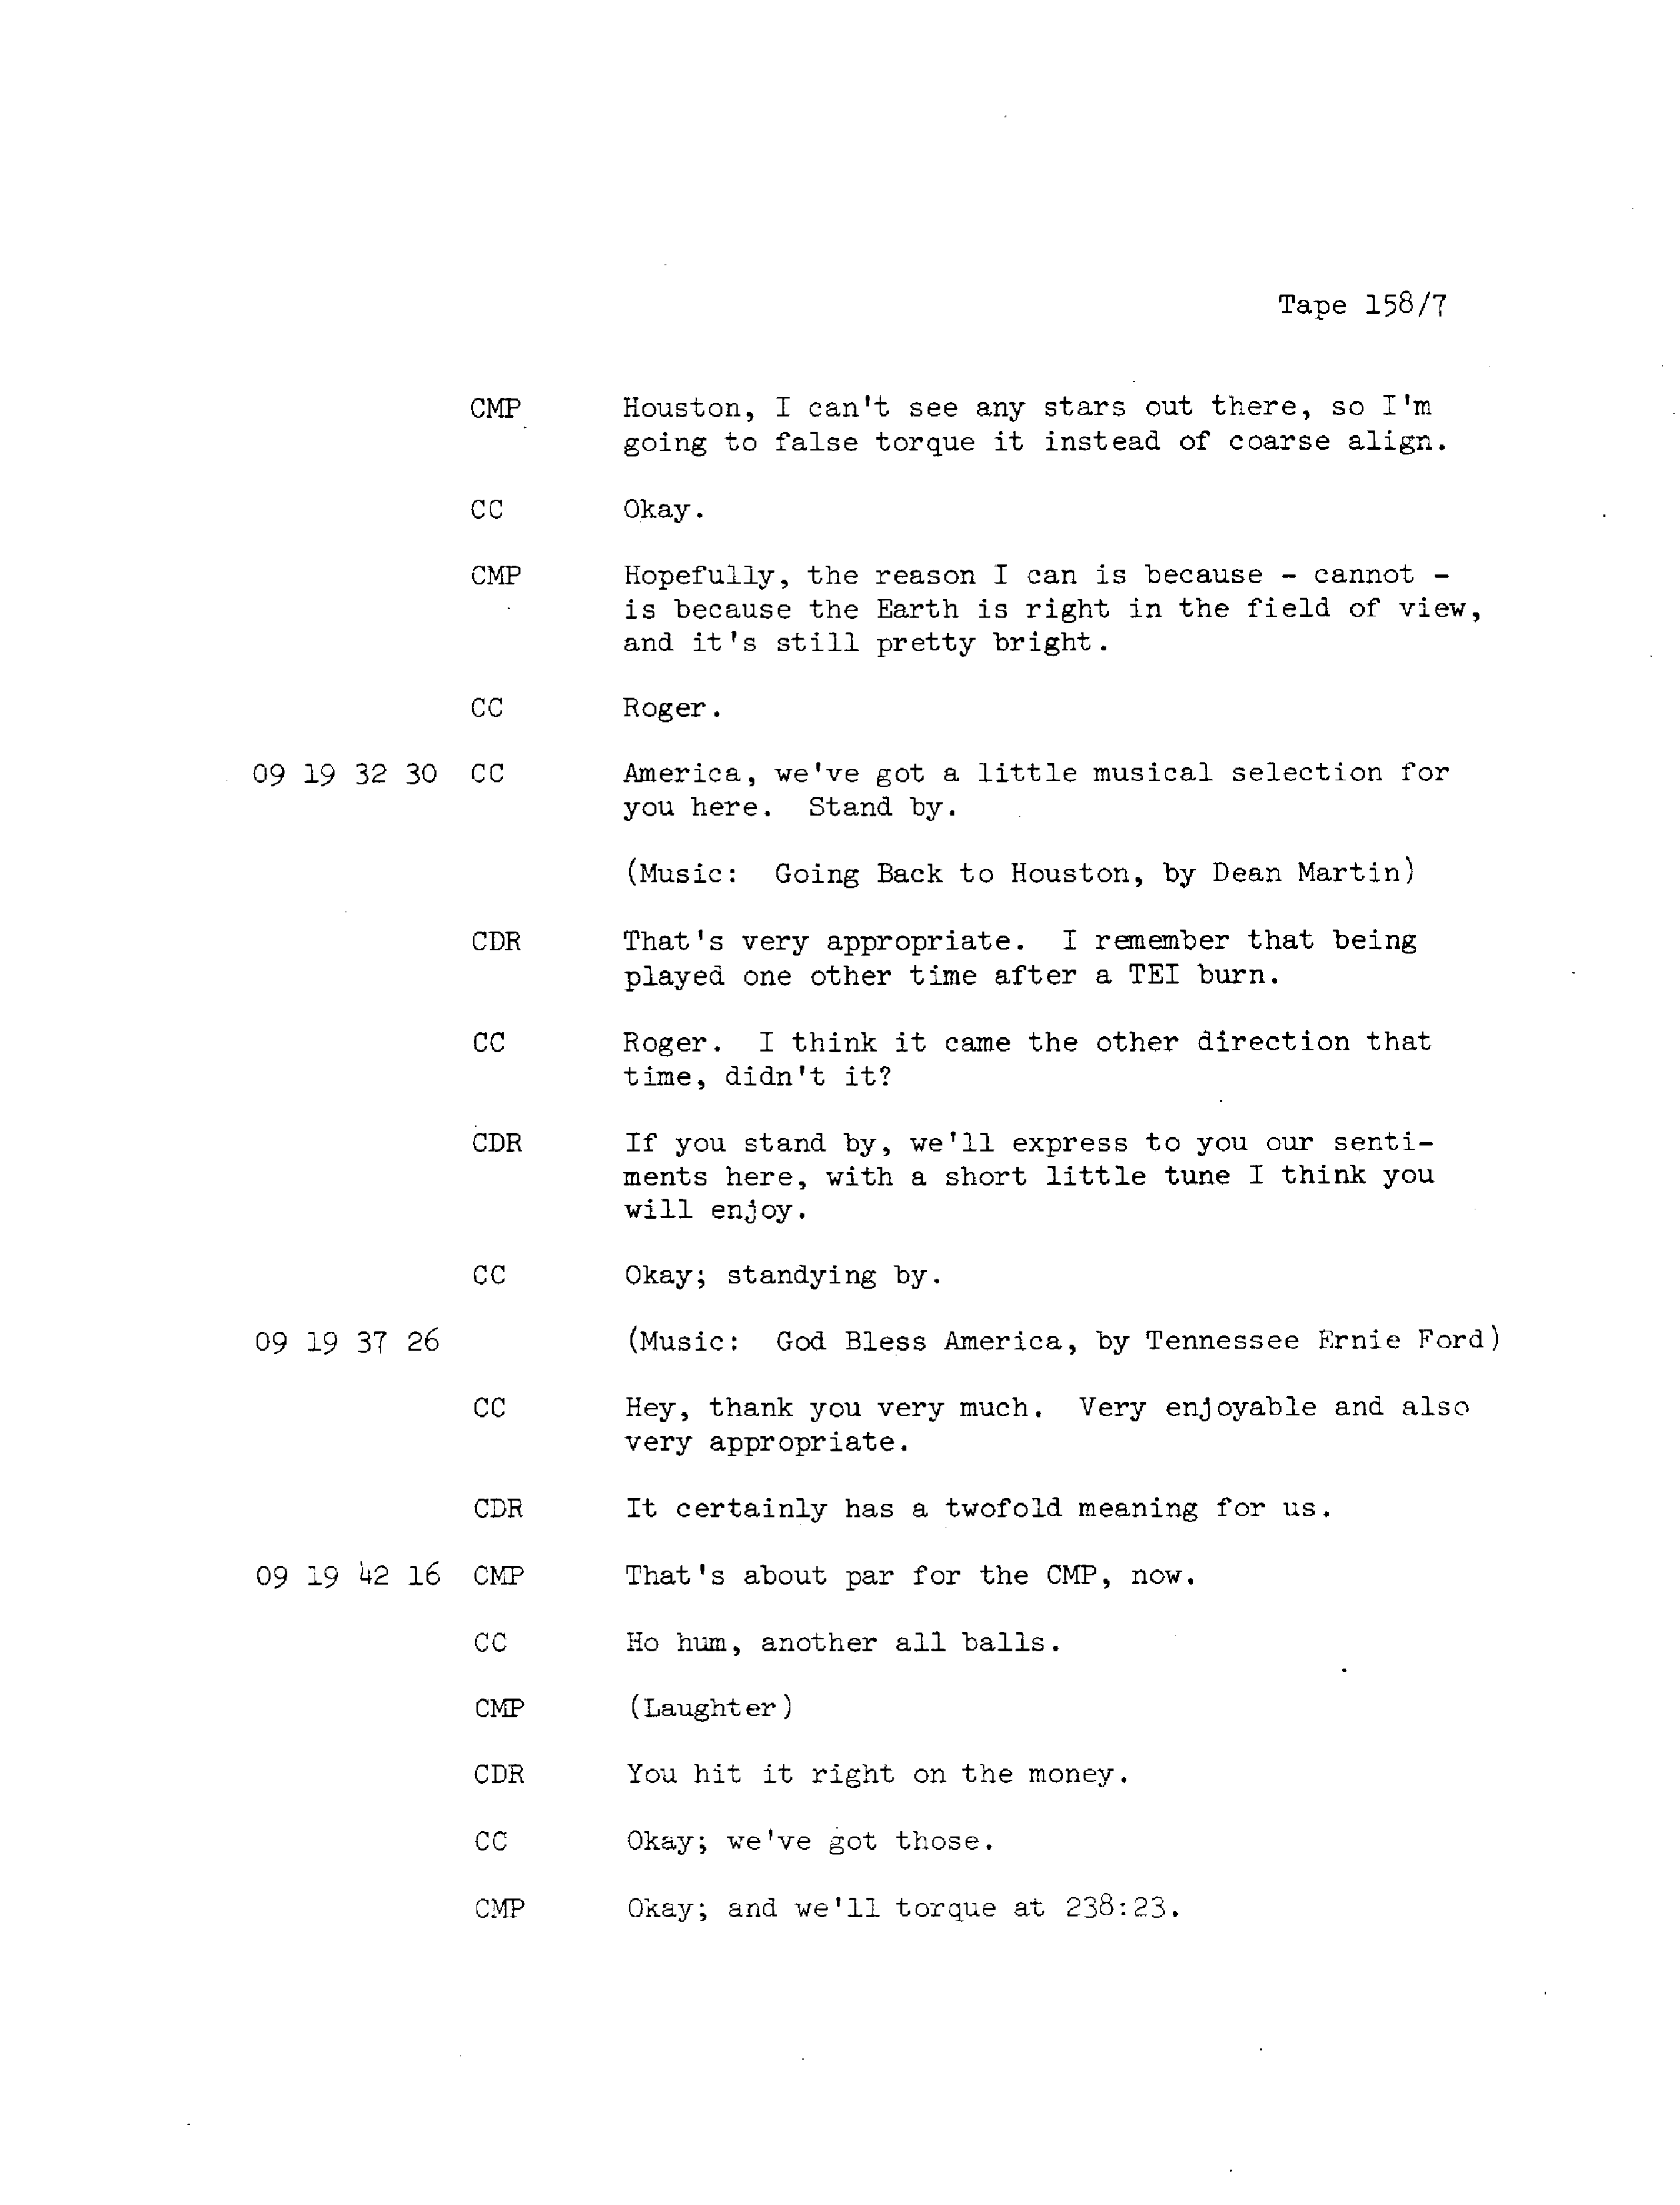 Tape 158/7
CMP Houston, I can't see any stars out there, so I'm
going to false torque it instead of coarse align.
CC Okay.
CMP Hopefully, the reason I can is because - cannot -
is because the Earth is right in the field of view,
and it's still pretty bright.
CC Roger.
09 19 32 30 CC America, we've got a little musical selection for
you here. Stand by.
(Music: Going Back to Houston, by Dean Martin)
CDR That's very appropriate. I remember that being
played one other time after a TEI burn.
CC Roger. I think it came the other direction that
time, didn't it?
CDR If you stand by, we'll express to you our senti-
ments here, with a short little tune I think you
will enjoy.
CC Okay; standying by.
09 19 37 26 (Music: God Bless America, by Tennessee Ernie Ford)
CC Hey, thank you very much. Very enjoyable and also
very appropriate.
CDR It certainly has a twofold meaning for us.
09 19 42 16 CMP That's about par for the CMP, now.
CC Ho hum, another all balls.
CMP (Laughter)
CDR You hit it right on the money.
CC Okay; we've got those.
CMP Okay; and we'll torque at 238:23.